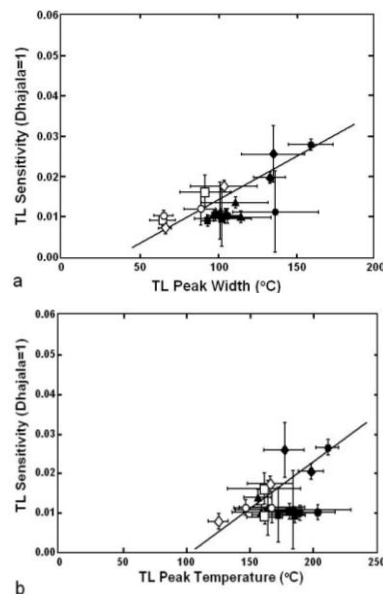 TL Sensitivity (Dhajala=1)
0.06
0.05
0.04
0.03
0.02
0.01
0.00
0 50 100 150 200
TL Peak Width (°C)
a
TL Sensitivity (Dhajala=1)
0.06
0.05
0.04
0.03
0.02
0.01
0.00
0 50 100 150 200 250
TL Peak Temperature (°C)
b